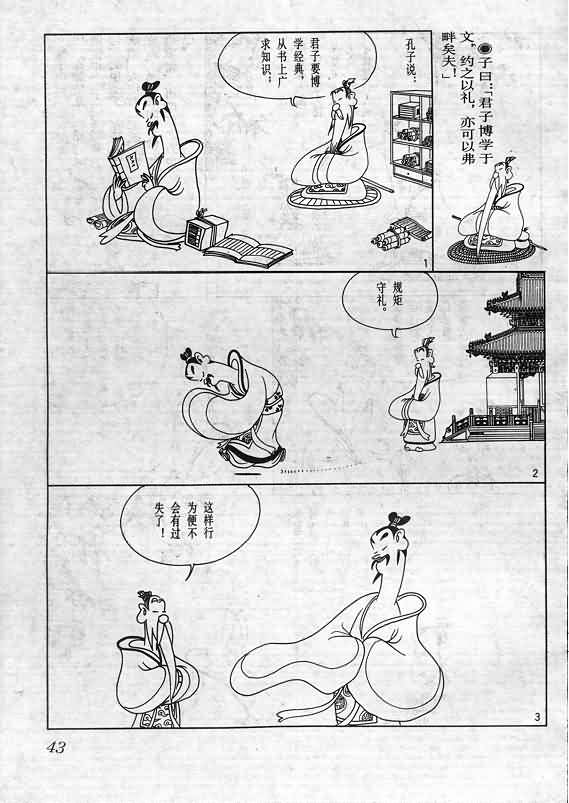 子曰：「君子博学于
文，约之以礼，亦可以弗
畔矣夫！」
孔子说：
君子要博
学经典，
从书上广
求知识；
1
规矩
守礼。
2
这样行
为便不
会有过
失了！
3
43